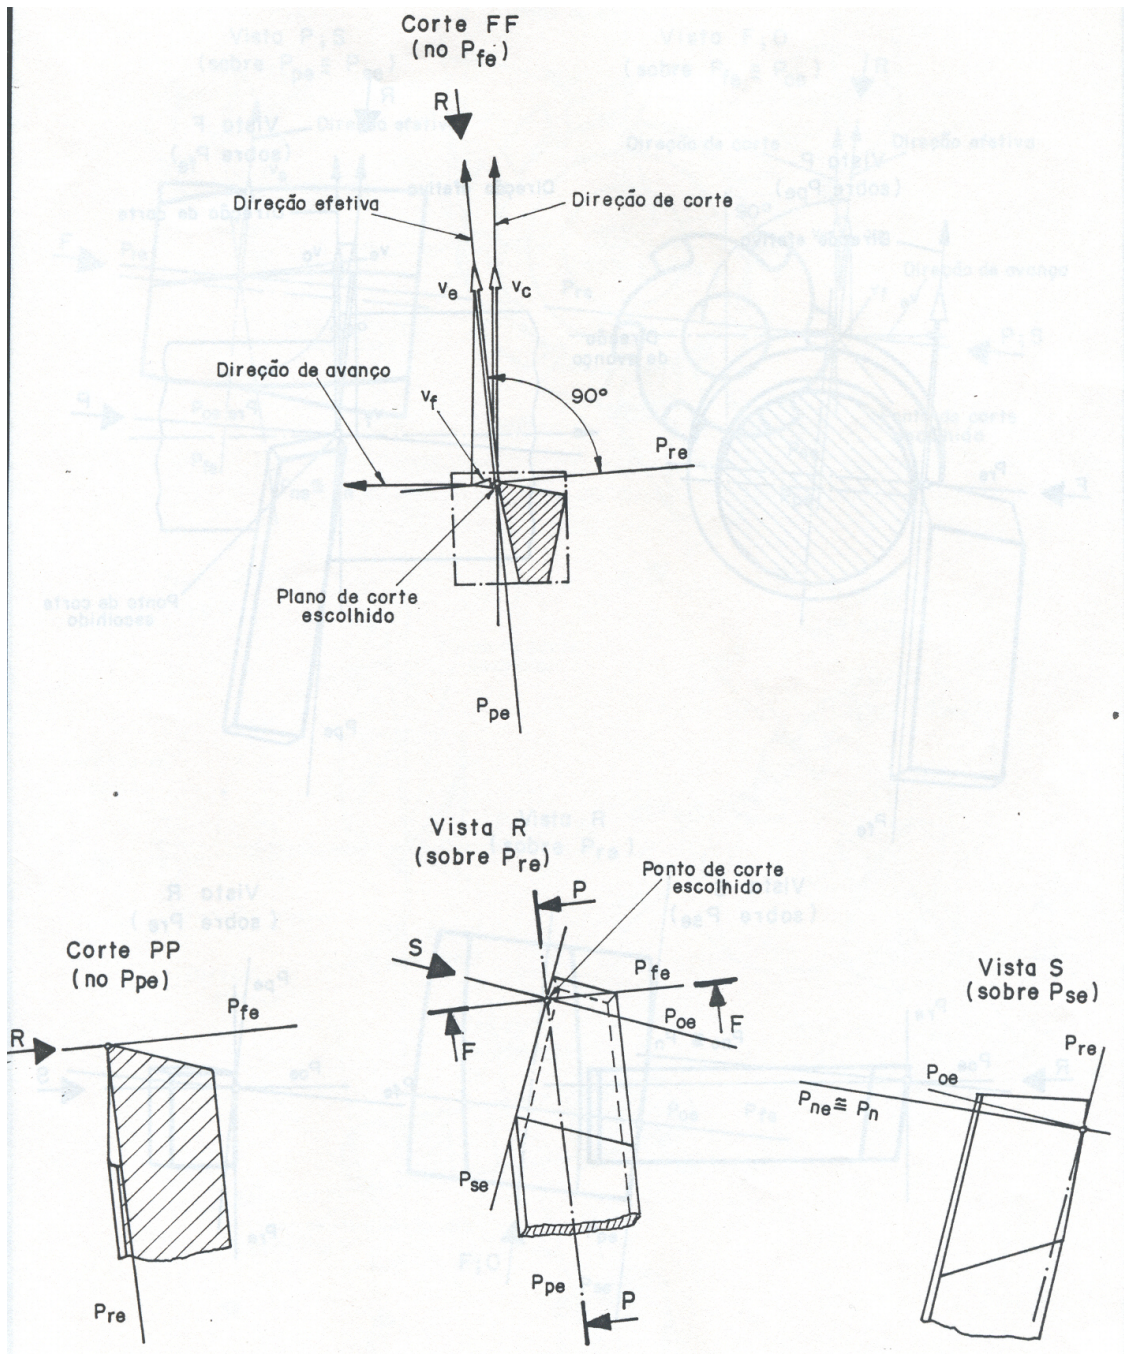 Corte FF
(no Pfe)
R
Direção efetiva
Direção de corte
ve
vc
Direção de avanço
vf
90°
Pre
Plano de corte
escolhido
Ppe
Vista R
(sobre Pre)
Ponto de corte
escolhido
P
S
Pfe
Poe
F
F
Pse
Ppe
P
Corte PP
(no Ppe)
Pfe
R
Pre
Vista S
(sobre Pse)
Pre
Poe
Pne ≅ Pn